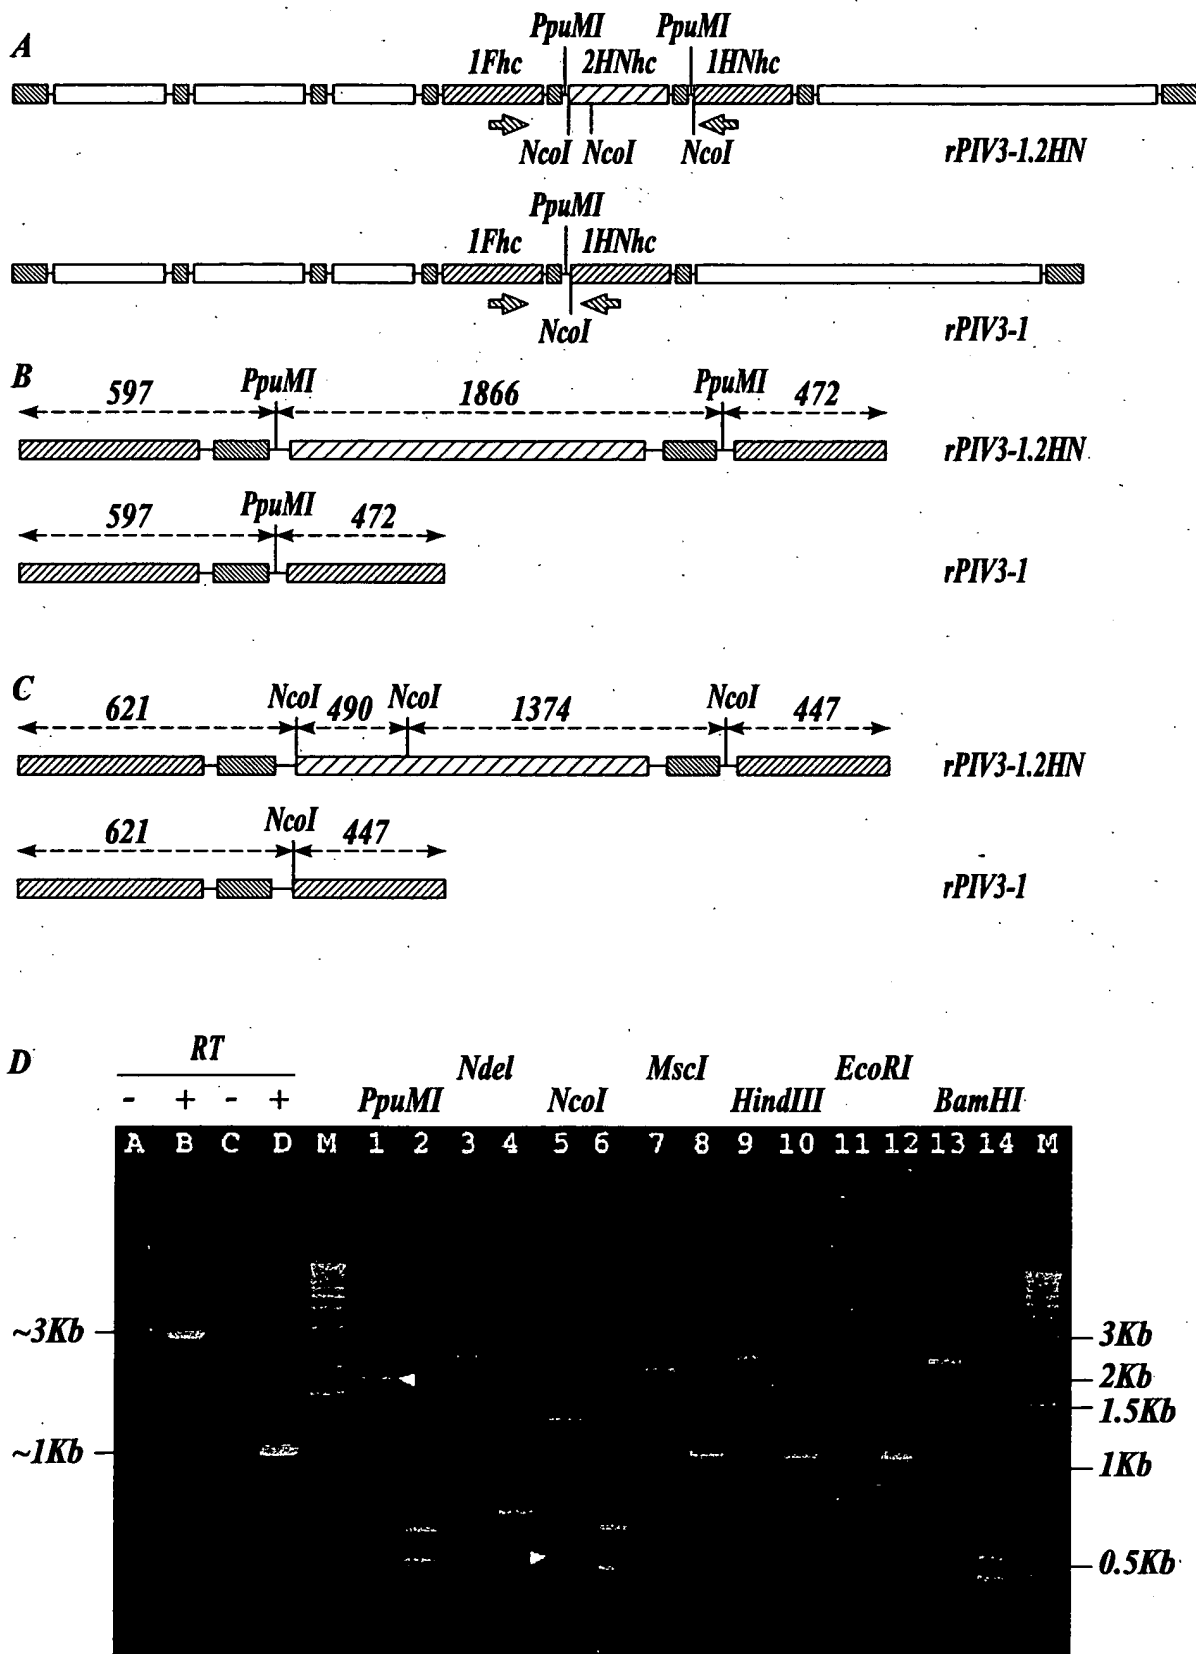 A
PpuMI PpuMI
1Fhc 2HNhc 1HNhc
NcoI NcoI NcoI
rPIV3-1.2HN
PpuMI
1Fhc 1HNhc
NcoI
rPIV3-1
B
597 PpuMI 1866 PpuMI 472
rPIV3-1.2HN
PpuMI
597 472
rPIV3-1
C
NcoI NcoI NcoI
621 490 1374 447
rPIV3-1.2HN
NcoI
621 447
rPIV3-1
D
RT
- + - +
PpuMI Ndel NcoI MscI HindIII EcoRI BamHI
A B C D M 1 2 3 4 5 6 7 8 9 10 11 12 13 14 M
~3Kb 3Kb
2Kb
1.5Kb
~1Kb 1Kb
0.5Kb